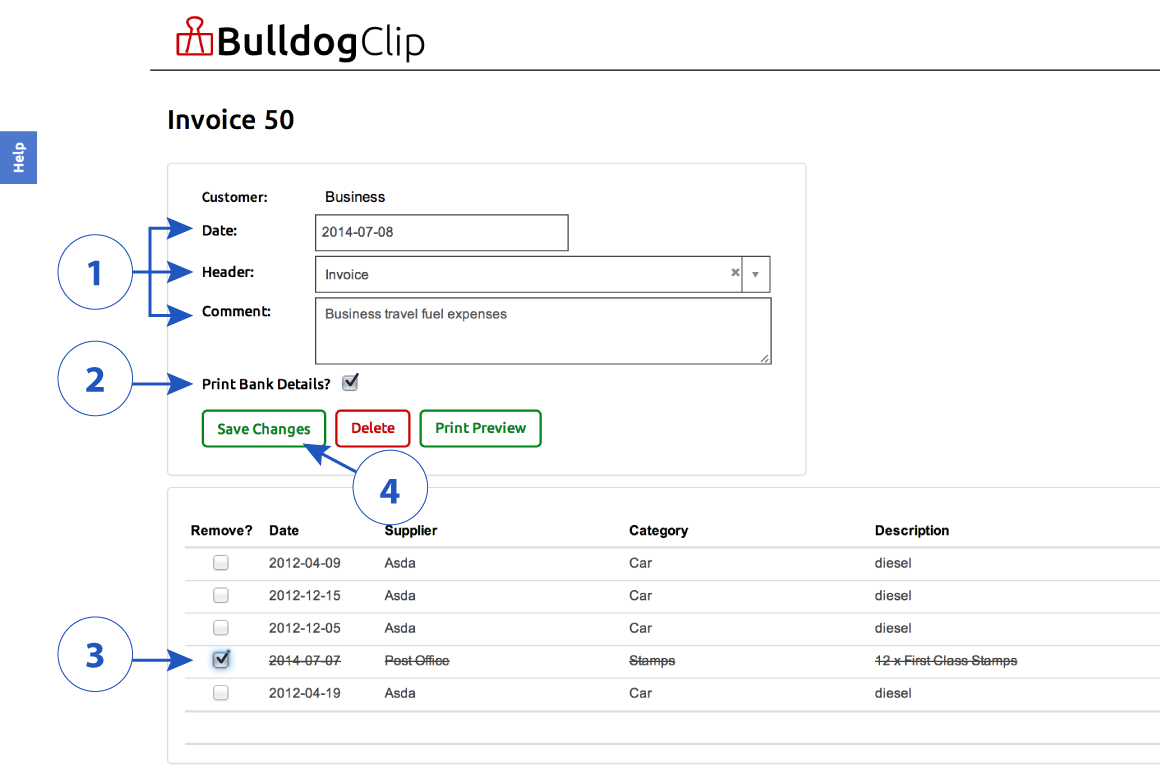 BulldogClip
Invoice 50
Help
Customer: Business
Date: 2014-07-08
1
Header: Invoice
Comment: Business travel fuel expenses
2
Print Bank Details?
Save Changes Delete Print Preview
4
Remove? Date Supplier Category Description
2012-04-09 Asda Car diesel
2012-12-15 Asda Car diesel
2012-12-05 Asda Car diesel
3
2014-07-07 Post Office Stamps 12 x First Class Stamps
2012-04-19 Asda Car diesel